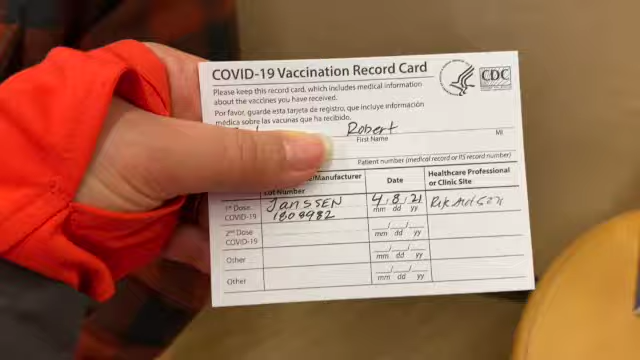 COVID-19 Vaccination Record Card
CDC
Please keep this record card, which includes medical information
about the vaccines you have received.
Por favor, guarde esta tarjeta de registro, que incluye información
médica sobre las vacunas que ha recibido.
Robert
First Name
MI
Patient number (medical record or IIS record number)
/Manufacturer
Lot Number
Date
Healthcare Professional
or Clinic Site
1st Dose
COVID-19
Janssen
1808982
4/8/21
mm dd yy
2nd Dose
COVID-19
mm dd yy
Other
mm dd yy
Other
mm dd yy